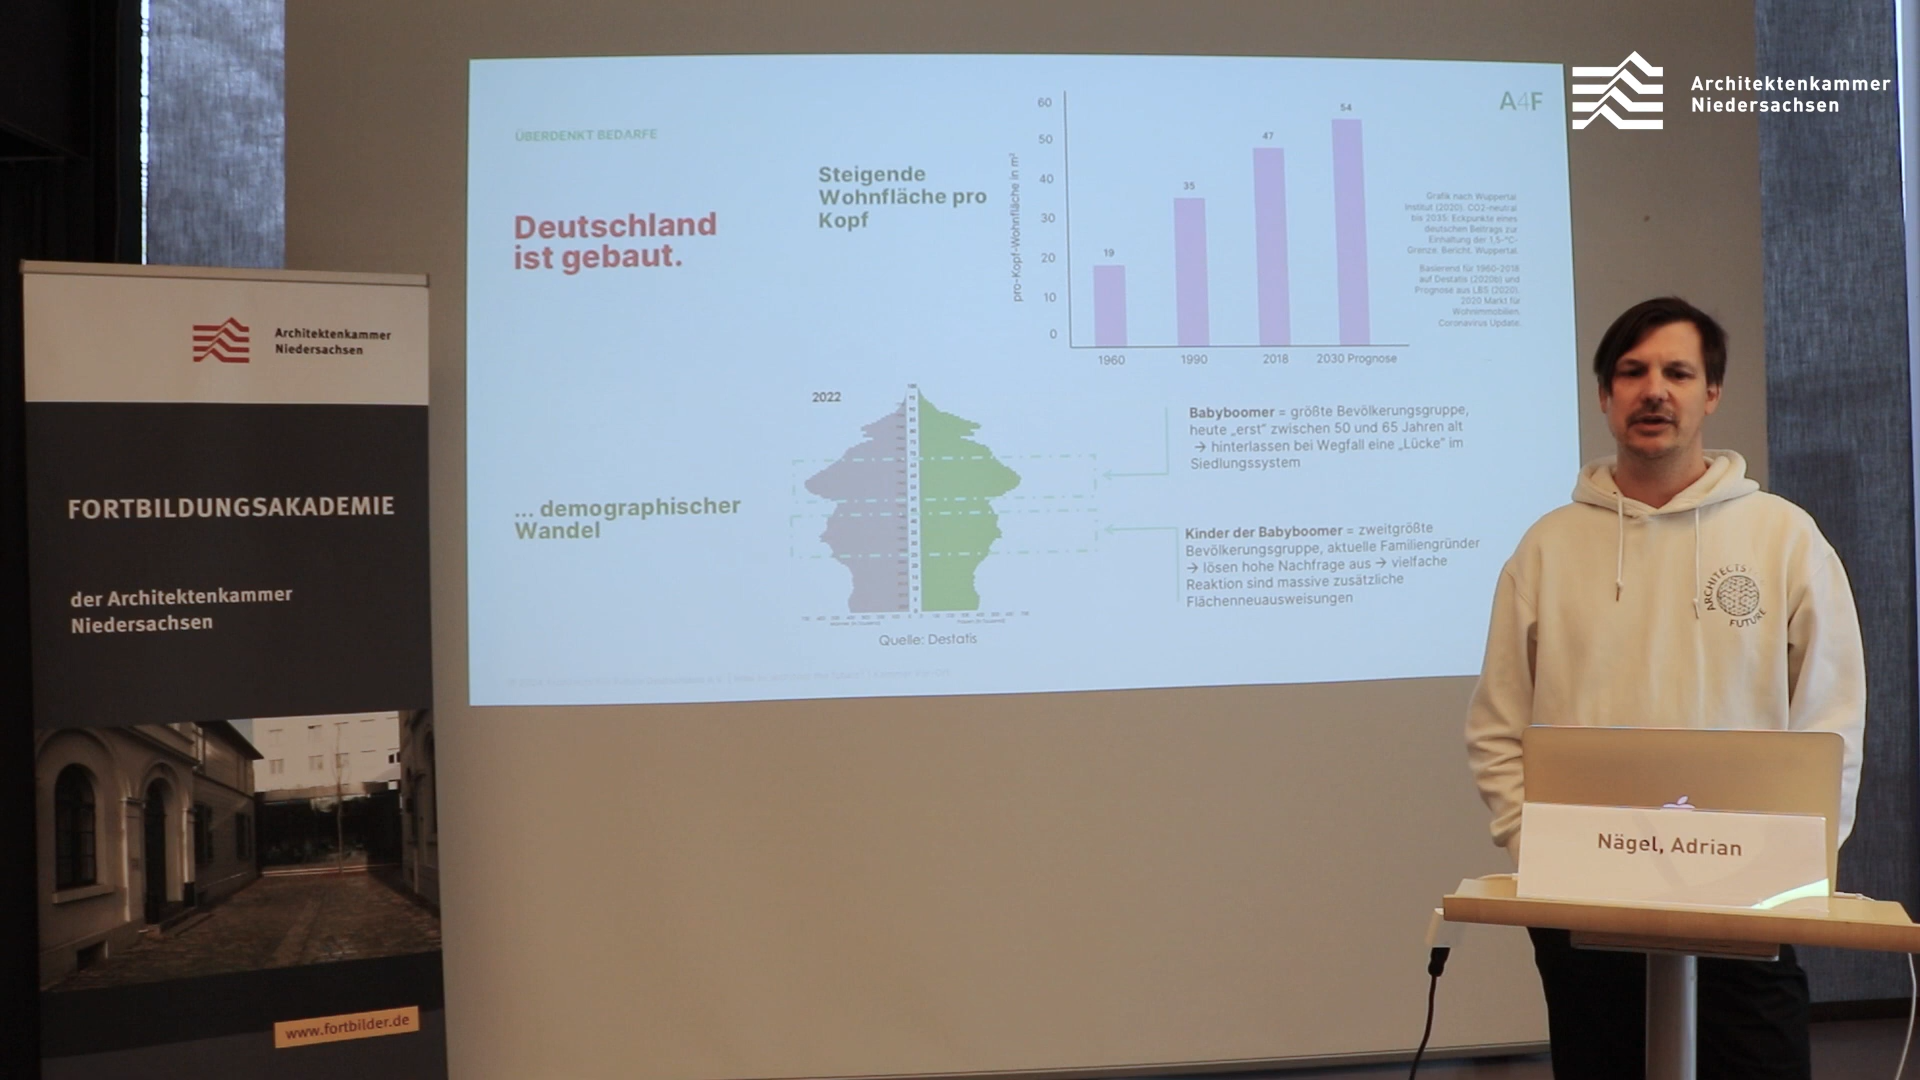 Architektenkammer
Niedersachsen
A4F
ÜBERDENKT BEDARFE
Deutschland
ist gebaut.
Steigende
Wohnfläche pro
Kopf
pro-Kopf-Wohnfläche in m²
60
50
40
30
20
10
0
19
35
47
54
1960
1990
2018
2030 Prognose
Grafik nach Wuppertal
Institut (2020). CO2-neutral
bis 2035: Eckpunkte eines
deutschen Beitrags zur
Einhaltung der 1,5-°C-
Grenze. Bericht. Wuppertal.
Basierend für 1960-2018
auf Destatis (2020b) und
Prognose aus LBS (2020).
2020 Markt für
Wohnimmobilien.
Coronavirus Update.
... demographischer
Wandel
2022
Quelle: Destatis
Babyboomer = größte Bevölkerungsgruppe,
heute „erst“ zwischen 50 und 65 Jahren alt
→ hinterlassen bei Wegfall eine „Lücke“ im
Siedlungssystem
Kinder der Babyboomer = zweitgrößte
Bevölkerungsgruppe, aktuelle Familiengründer
→ lösen hohe Nachfrage aus → vielfache
Reaktion sind massive zusätzliche
Flächenneuausweisungen
Architektenkammer
Niedersachsen
FORTBILDUNGSAKADEMIE
der Architektenkammer
Niedersachsen
www.fortbilder.de
ARCHITECTS
FUTURE
Nägel, Adrian